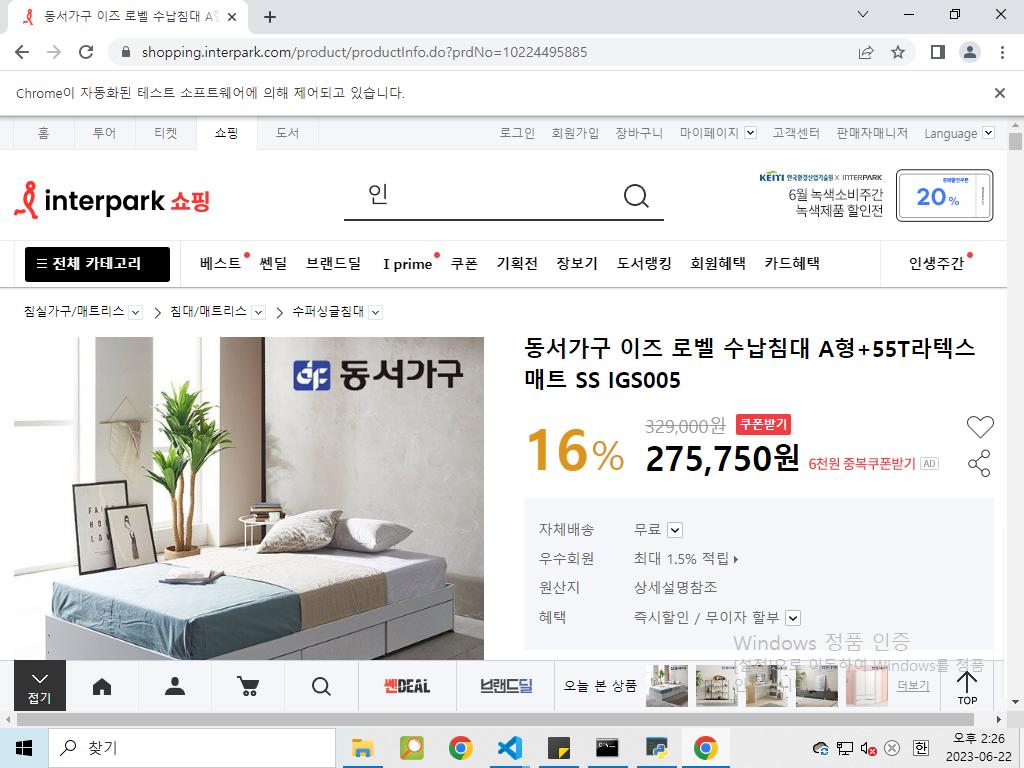 동서가구 이즈 로벨 수납침대 A형
shopping.interpark.com/product/productInfo.do?prdNo=10224495885
Chrome이 자동화된 테스트 소프트웨어에 의해 제어되고 있습니다.
홈 투어 티켓 쇼핑 도서 로그인 회원가입 장바구니 마이페이지 고객센터 판매자매니저 Language
interpark 쇼핑
인
KEITI 한국환경산업기술원 X INTERPARK
6월 녹색소비주간
녹색제품 할인전
20%
전체 카테고리 베스트 쎈딜 브랜드딜 I prime 쿠폰 기획전 장보기 도서랭킹 회원혜택 카드혜택 인생주간
침실가구/매트리스 침대/매트리스 수퍼싱글침대
동서가구
동서가구 이즈 로벨 수납침대 A형+55T라텍스
매트 SS IGS005
16% 329,000원 쿠폰받기
275,750원 6천원 중복쿠폰받기 AD
자체배송 무료
우수회원 최대 1.5% 적립
원산지 상세설명참조
혜택 즉시할인 / 무이자 할부
Windows 정품 인증
[설정]으로 이동하여 Windows를 정품
접기 쎈DEAL 브랜드딜 오늘 본 상품 더보기 TOP
찾기
한
오후 2:26
2023-06-22